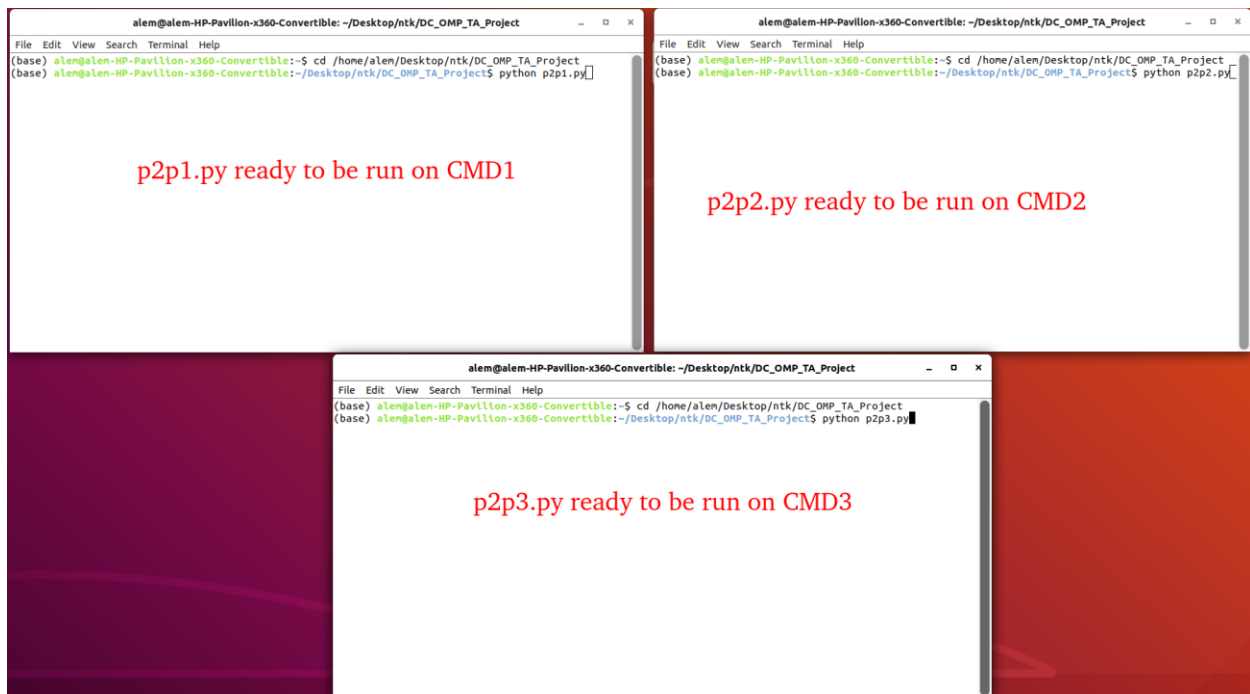 alem@alem-HP-Pavilion-x360-Convertible: ~/Desktop/ntk/DC_OMP_TA_Project
File Edit View Search Terminal Help
(base) alem@alem-HP-Pavilion-x360-Convertible:~$ cd /home/alem/Desktop/ntk/DC_OMP_TA_Project
(base) alem@alem-HP-Pavilion-x360-Convertible:~/Desktop/ntk/DC_OMP_TA_Project$ python p2p1.py
p2p1.py ready to be run on CMD1
alem@alem-HP-Pavilion-x360-Convertible: ~/Desktop/ntk/DC_OMP_TA_Project
File Edit View Search Terminal Help
(base) alem@alem-HP-Pavilion-x360-Convertible:~$ cd /home/alem/Desktop/ntk/DC_OMP_TA_Project
(base) alem@alem-HP-Pavilion-x360-Convertible:~/Desktop/ntk/DC_OMP_TA_Project$ python p2p2.py
p2p2.py ready to be run on CMD2
alem@alem-HP-Pavilion-x360-Convertible: ~/Desktop/ntk/DC_OMP_TA_Project
File Edit View Search Terminal Help
(base) alem@alem-HP-Pavilion-x360-Convertible:~$ cd /home/alem/Desktop/ntk/DC_OMP_TA_Project
(base) alem@alem-HP-Pavilion-x360-Convertible:~/Desktop/ntk/DC_OMP_TA_Project$ python p2p3.py
p2p3.py ready to be run on CMD3